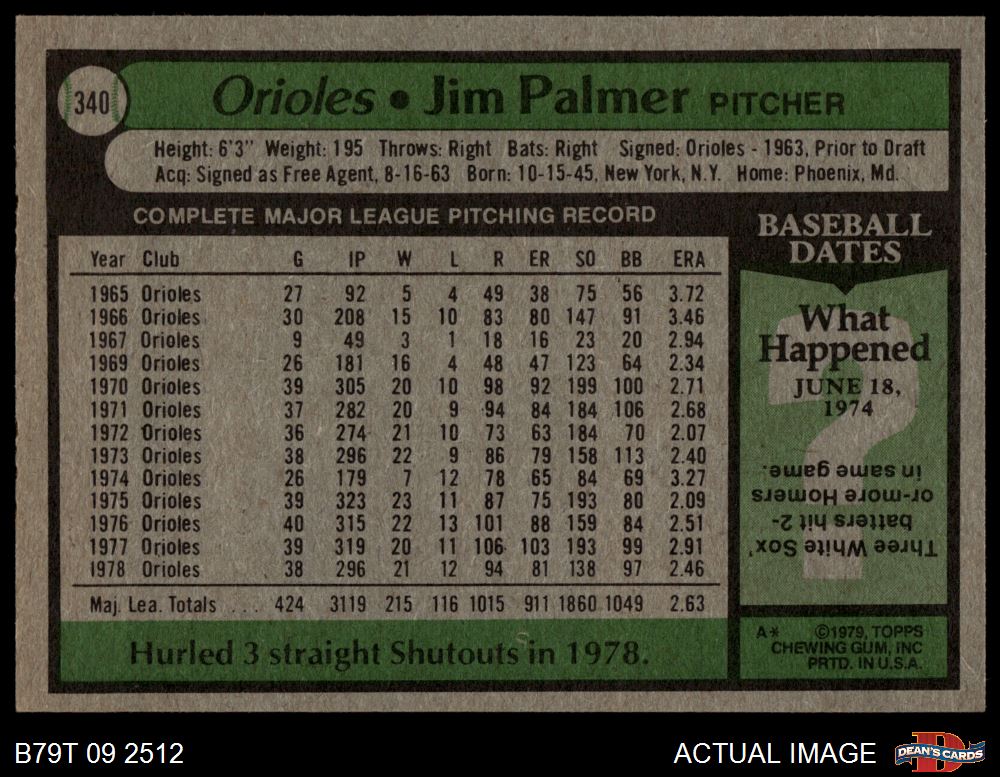 340
Orioles • Jim Palmer PITCHER
Height: 6'3" Weight: 195 Throws: Right Bats: Right Signed: Orioles - 1963, Prior to Draft
Acq: Signed as Free Agent, 8-16-63 Born: 10-15-45, New York, N.Y. Home: Phoenix, Md.
COMPLETE MAJOR LEAGUE PITCHING RECORD
Year Club G IP W L R ER SO BB ERA
1965 Orioles 27 92 5 4 49 38 75 56 3.72
1966 Orioles 30 208 15 10 83 80 147 91 3.46
1967 Orioles 9 49 3 1 18 16 23 20 2.94
1969 Orioles 26 181 16 4 48 47 123 64 2.34
1970 Orioles 39 305 20 10 98 92 199 100 2.71
1971 Orioles 37 282 20 9 94 84 184 106 2.68
1972 Orioles 36 274 21 10 73 63 184 70 2.07
1973 Orioles 38 296 22 9 86 79 158 113 2.40
1974 Orioles 26 179 7 12 78 65 84 69 3.27
1975 Orioles 39 323 23 11 87 75 193 80 2.09
1976 Orioles 40 315 22 13 101 88 159 84 2.51
1977 Orioles 39 319 20 11 106 103 193 99 2.91
1978 Orioles 38 296 21 12 94 81 138 97 2.46
Maj. Lea. Totals . . . 424 3119 215 116 1015 911 1860 1049 2.63
Hurled 3 straight Shutouts in 1978.
BASEBALL
DATES
What
Happened
JUNE 18,
1974
?
Three White Sox'
batters hit 2-
or-more Homers
in same game.
A* ©1979, TOPPS
CHEWING GUM, INC
PRTD. IN U.S.A.
B79T 09 2512
ACTUAL IMAGE
D
DEAN'S CARDS